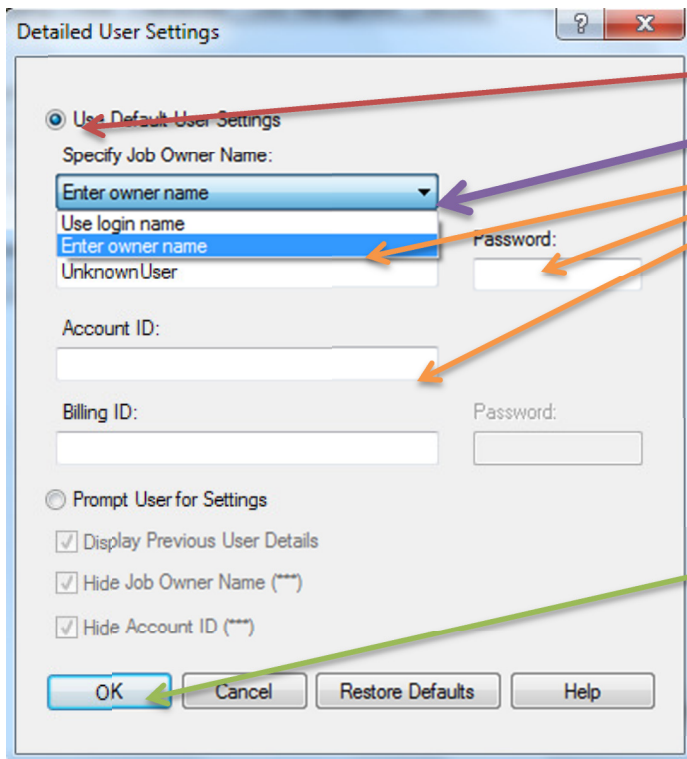 Detailed User Settings
?
X
Use Default User Settings
Specify Job Owner Name:
Enter owner name
Use login name
Enter owner name
Password:
UnknownUser
Account ID:
Billing ID:
Password:
Prompt User for Settings
Display Previous User Details
Hide Job Owner Name (***)
Hide Account ID (***)
OK
Cancel
Restore Defaults
Help